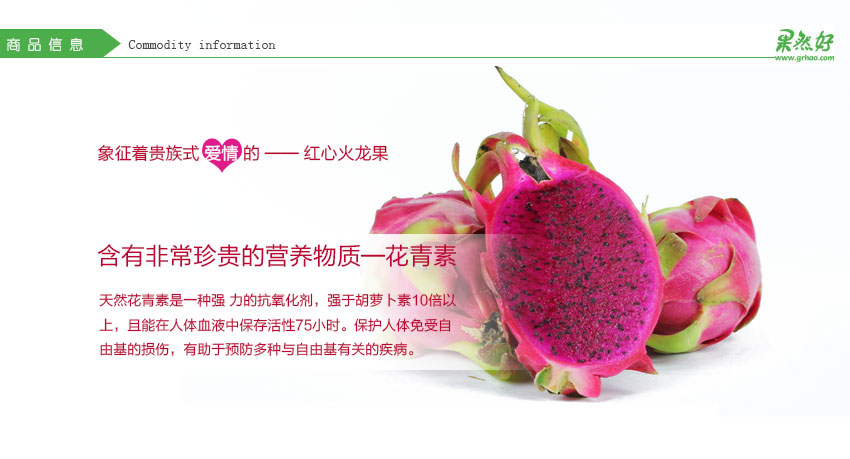 商品信息
Commodity information
果然好
www.grhao.com
象征着贵族式爱情的 —— 红心火龙果
含有非常珍贵的营养物质—花青素
天然花青素是一种强 力的抗氧化剂，强于胡萝卜素10倍以
上，且能在人体血液中保存活性75小时。保护人体免受自
由基的损伤，有助于预防多种与自由基有关的疾病。